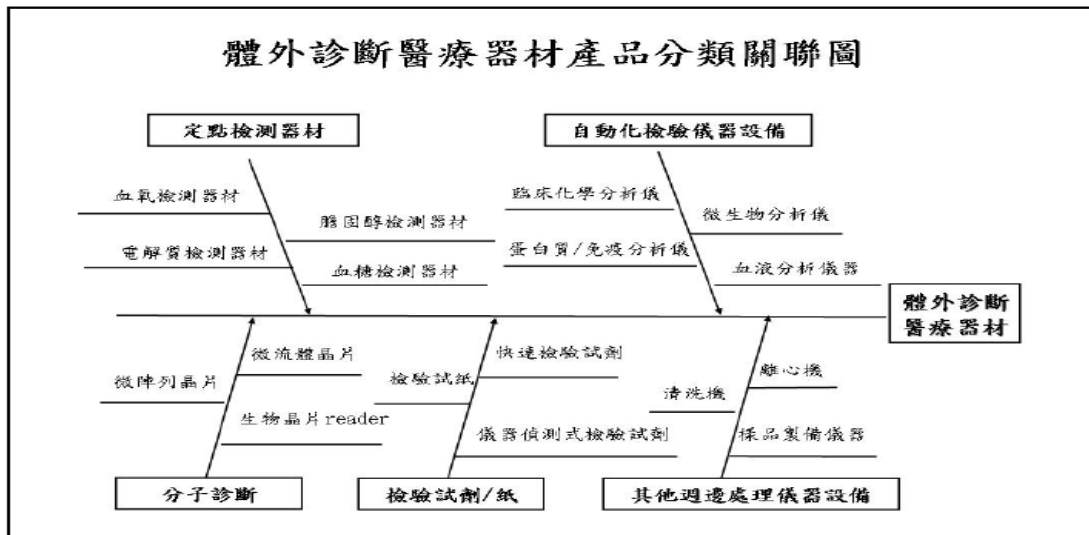 體外診斷醫療器材產品分類關聯圖
定點檢測器材
自動化檢驗儀器設備
血氧檢測器材
臨床化學分析儀
膽固醇檢測器材
微生物分析儀
電解質檢測器材
蛋白質/免疫分析儀
血糖檢測器材
血液分析儀器
體外診斷
醫療器材
微流體晶片
快速檢驗試劑
離心機
微陣列晶片
檢驗試紙
清洗機
生物晶片reader
儀器偵測式檢驗試劑
樣品製備儀器
分子診斷
檢驗試劑/紙
其他週邊處理儀器設備